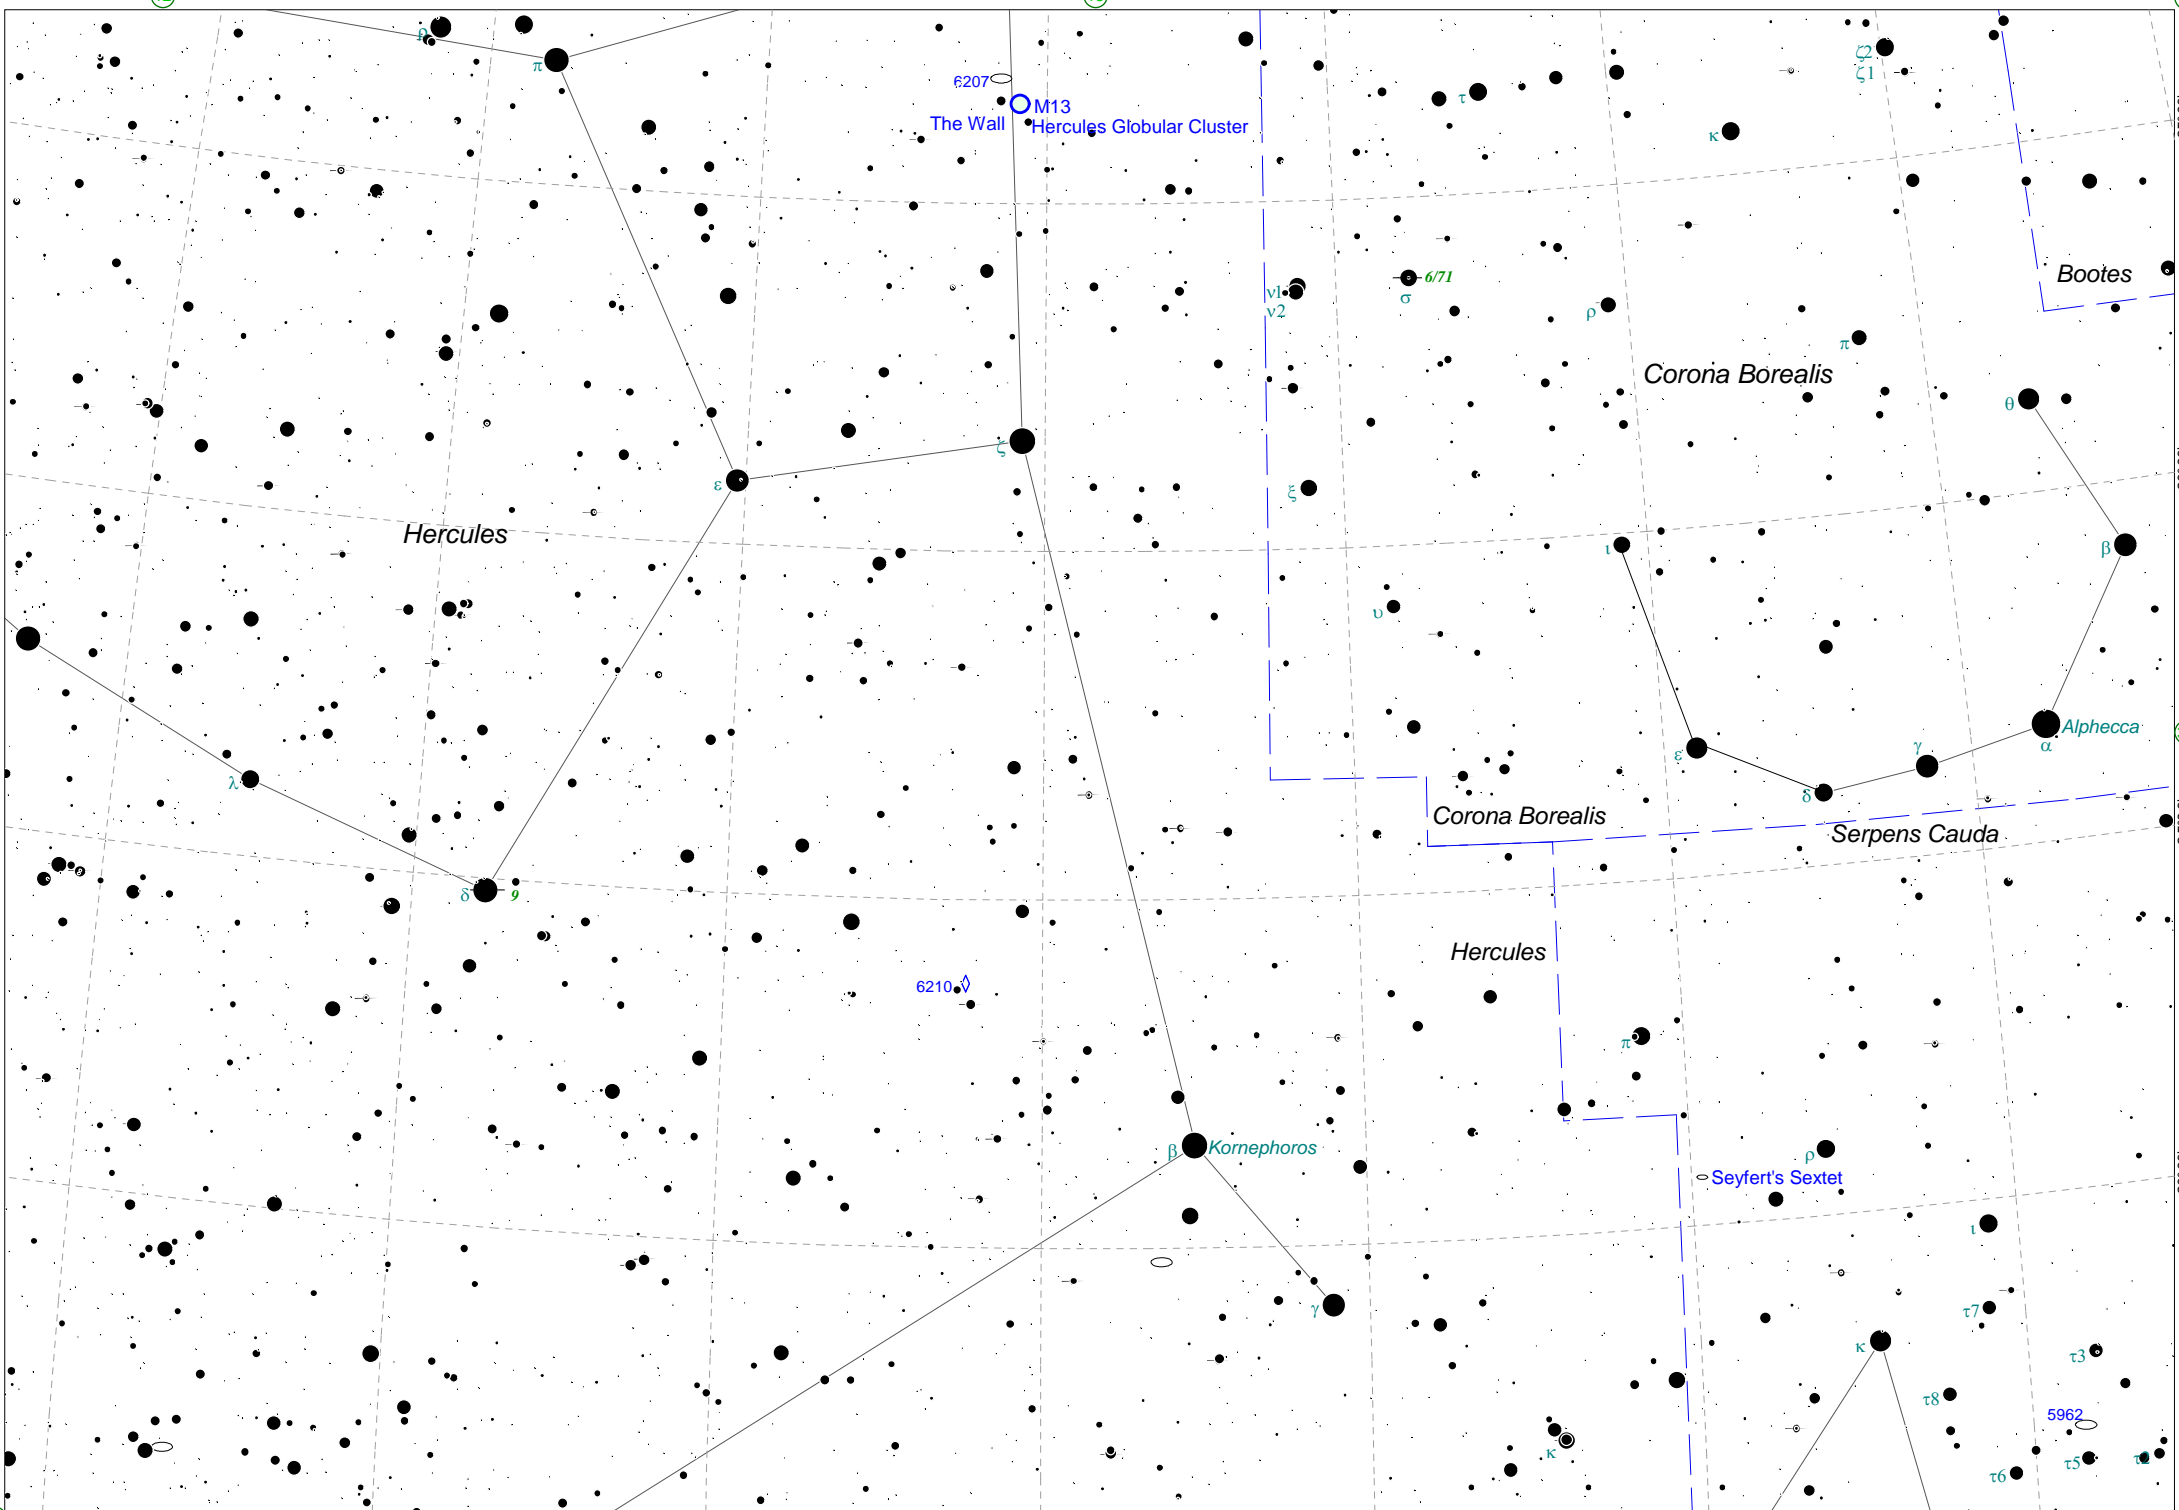 ρ
π
6207
M13
The Wall
Hercules Globular Cluster
τ
ζ2
ζ1
κ
Bootes
ν1
ν2
6/71
σ
ρ
π
Corona Borealis
θ
ζ
ε
ξ
Hercules
ι
β
υ
Alphecca
α
γ
ε
δ
λ
Corona Borealis
Serpens Cauda
δ
9
Hercules
6210
π
β
Kornephoros
ρ
Seyfert's Sextet
ι
γ
τ7
κ
τ3
τ8
5962
κ
τ6
τ5
τ2